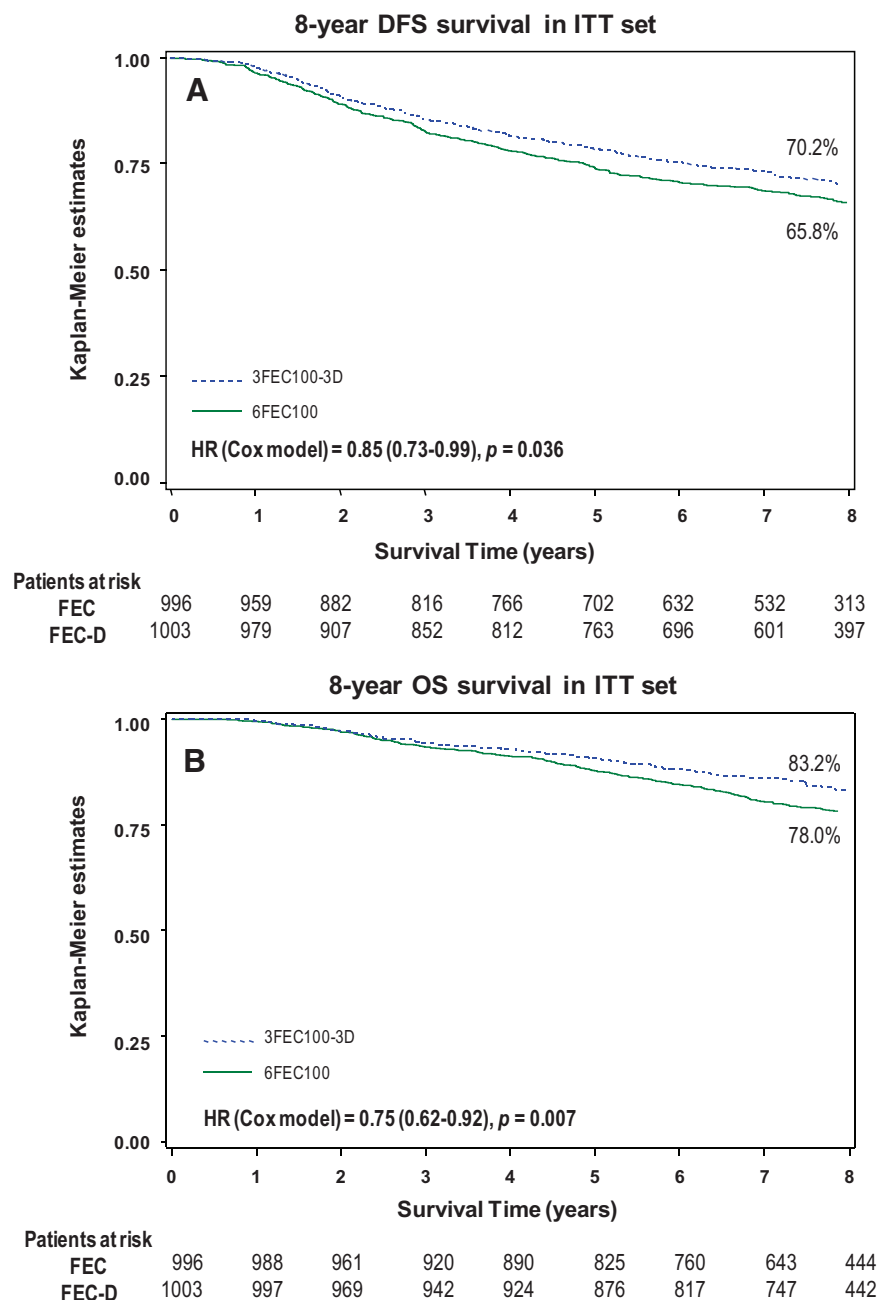 8-year DFS survival in ITT set
A
Kaplan-Meier estimates
1.00
0.75
0.50
0.25
0.00
70.2%
65.8%
3FEC100-3D
6FEC100
HR (Cox model) = 0.85 (0.73-0.99), p = 0.036
0 1 2 3 4 5 6 7 8
Survival Time (years)
Patients at risk
FEC 996 959 882 816 766 702 632 532 313
FEC-D 1003 979 907 852 812 763 696 601 397
8-year OS survival in ITT set
B
Kaplan-Meier estimates
1.00
0.75
0.50
0.25
0.00
83.2%
78.0%
3FEC100-3D
6FEC100
HR (Cox model) = 0.75 (0.62-0.92), p = 0.007
0 1 2 3 4 5 6 7 8
Survival Time (years)
Patients at risk
FEC 996 988 961 920 890 825 760 643 444
FEC-D 1003 997 969 942 924 876 817 747 442